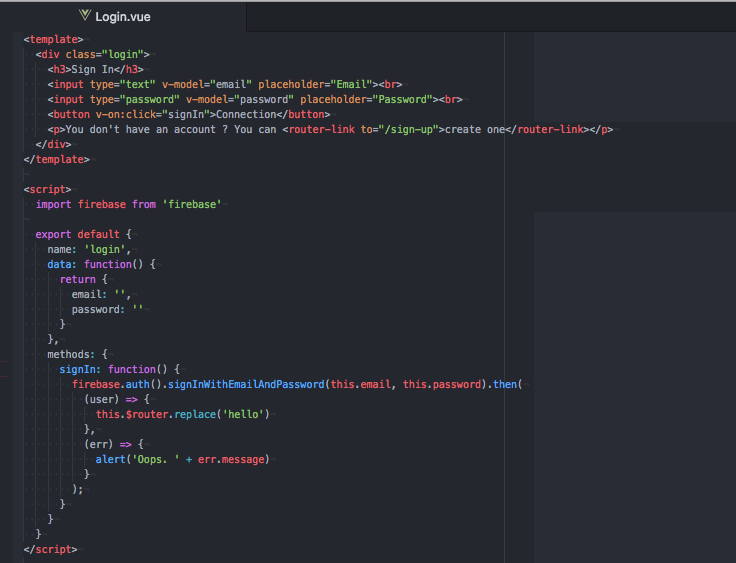 Login.vue
<template>
  <div class="login">
    <h3>Sign In</h3>
    <input type="text" v-model="email" placeholder="Email"><br>
    <input type="password" v-model="password" placeholder="Password"><br>
    <button v-on:click="signIn">Connection</button>
    <p>You don't have an account ? You can <router-link to="/sign-up">create one</router-link></p>
  </div>
</template>

<script>
  import firebase from 'firebase'

  export default {
    name: 'login',
    data: function() {
      return {
        email: '',
        password: ''
      }
    },
    methods: {
      signIn: function() {
        firebase.auth().signInWithEmailAndPassword(this.email, this.password).then(
          (user) => {
            this.$router.replace('hello')
          },
          (err) => {
            alert('Oops. ' + err.message)
          }
        );
      }
    }
  }
</script>